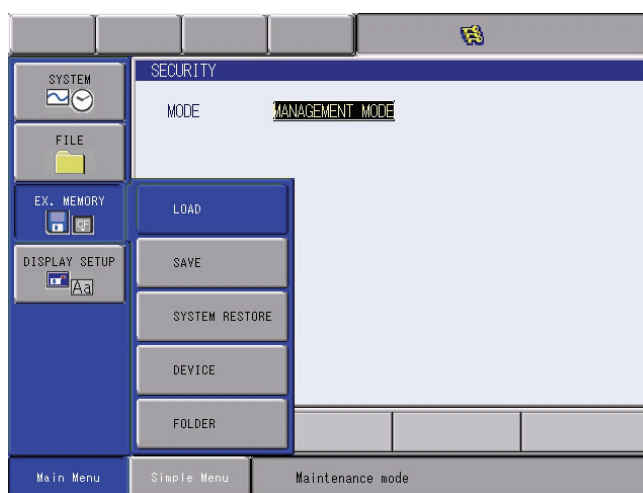 SECURITY
SYSTEM
MODE MANAGEMENT MODE
FILE
EX. MEMORY
CF
LOAD
DISPLAY SETUP
Aa
SAVE
SYSTEM RESTORE
DEVICE
FOLDER
Main Menu
Simple Menu
Maintenance mode